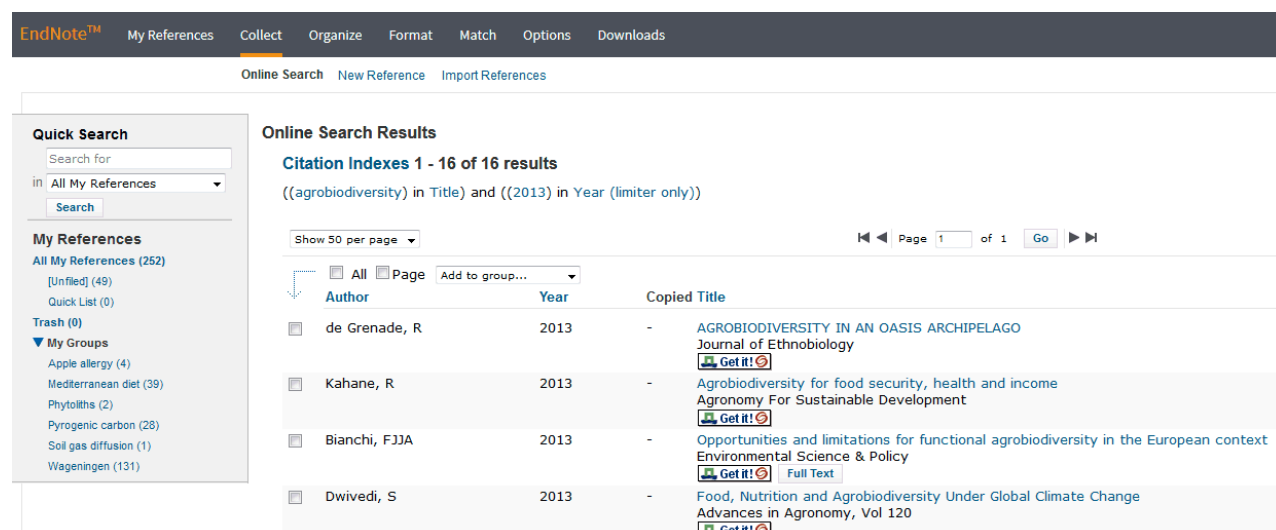 EndNote™ My References Collect Organize Format Match Options Downloads
Online Search New Reference Import References
Quick Search
Search for
in All My References
Search
My References
All My References (252)
[Unfiled] (49)
Quick List (0)
Trash (0)
My Groups
Apple allergy (4)
Mediterranean diet (39)
Phytoliths (2)
Pyrogenic carbon (28)
Soil gas diffusion (1)
Wageningen (131)
Online Search Results
Citation Indexes 1 - 16 of 16 results
((agrobiodiversity) in Title) and ((2013) in Year (limiter only))
Show 50 per page Page 1 of 1 Go
All Page Add to group...
Author Year Copied Title
de Grenade, R 2013 - AGROBIODIVERSITY IN AN OASIS ARCHIPELAGO
Journal of Ethnobiology
Get it!
Kahane, R 2013 - Agrobiodiversity for food security, health and income
Agronomy For Sustainable Development
Get it!
Bianchi, FJJA 2013 - Opportunities and limitations for functional agrobiodiversity in the European context
Environmental Science & Policy
Get it! Full Text
Dwivedi, S 2013 - Food, Nutrition and Agrobiodiversity Under Global Climate Change
Advances in Agronomy, Vol 120
Get it!